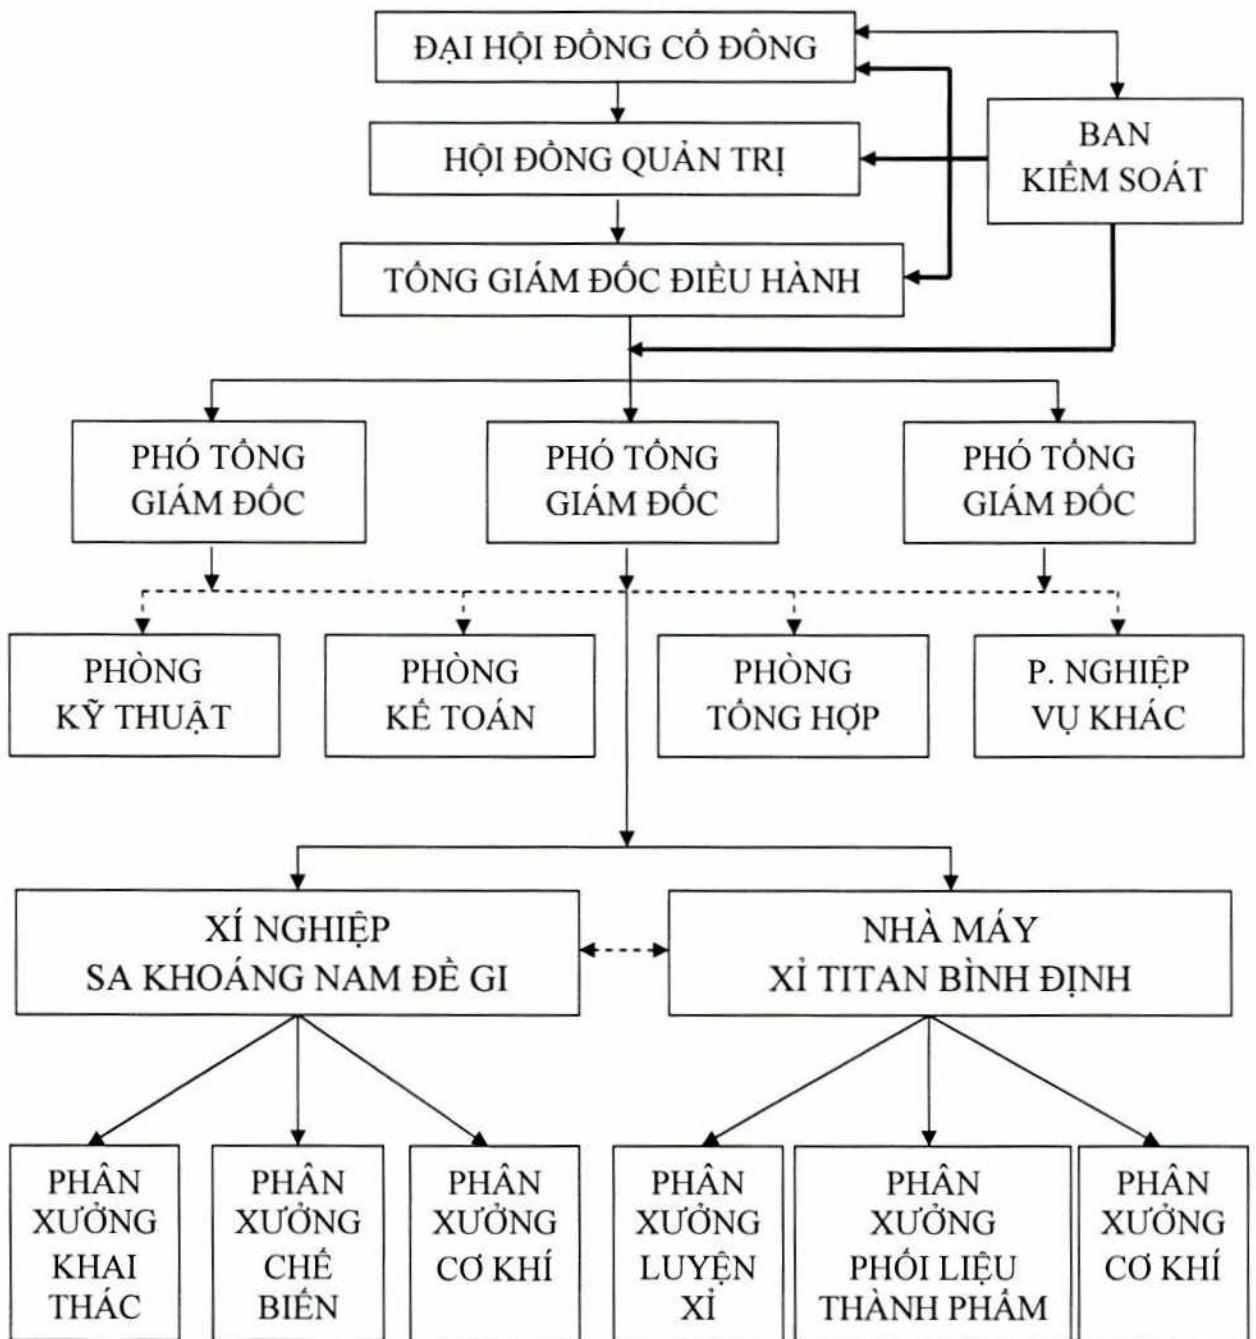 ĐẠI HỘI ĐỒNG CỔ ĐÔNG
BAN
KIỂM SOÁT
HỘI ĐỒNG QUẢN TRỊ
TỔNG GIÁM ĐỐC ĐIỀU HÀNH
PHÓ TỔNG
GIÁM ĐỐC
PHÓ TỔNG
GIÁM ĐỐC
PHÓ TỔNG
GIÁM ĐỐC
PHÒNG
KỸ THUẬT
PHÒNG
KẾ TOÁN
PHÒNG
TỔNG HỢP
P. NGHIỆP
VỤ KHÁC
XÍ NGHIỆP
SA KHOÁNG NAM ĐỀ GI
NHÀ MÁY
XỈ TITAN BÌNH ĐỊNH
PHÂN
XƯỞNG
KHAI
THÁC
PHÂN
XƯỞNG
CHẾ
BIẾN
PHÂN
XƯỞNG
CƠ KHÍ
PHÂN
XƯỞNG
LUYỆN
XỈ
PHÂN
XƯỞNG
PHỐI LIỆU
THÀNH PHẨM
PHÂN
XƯỞNG
CƠ KHÍ